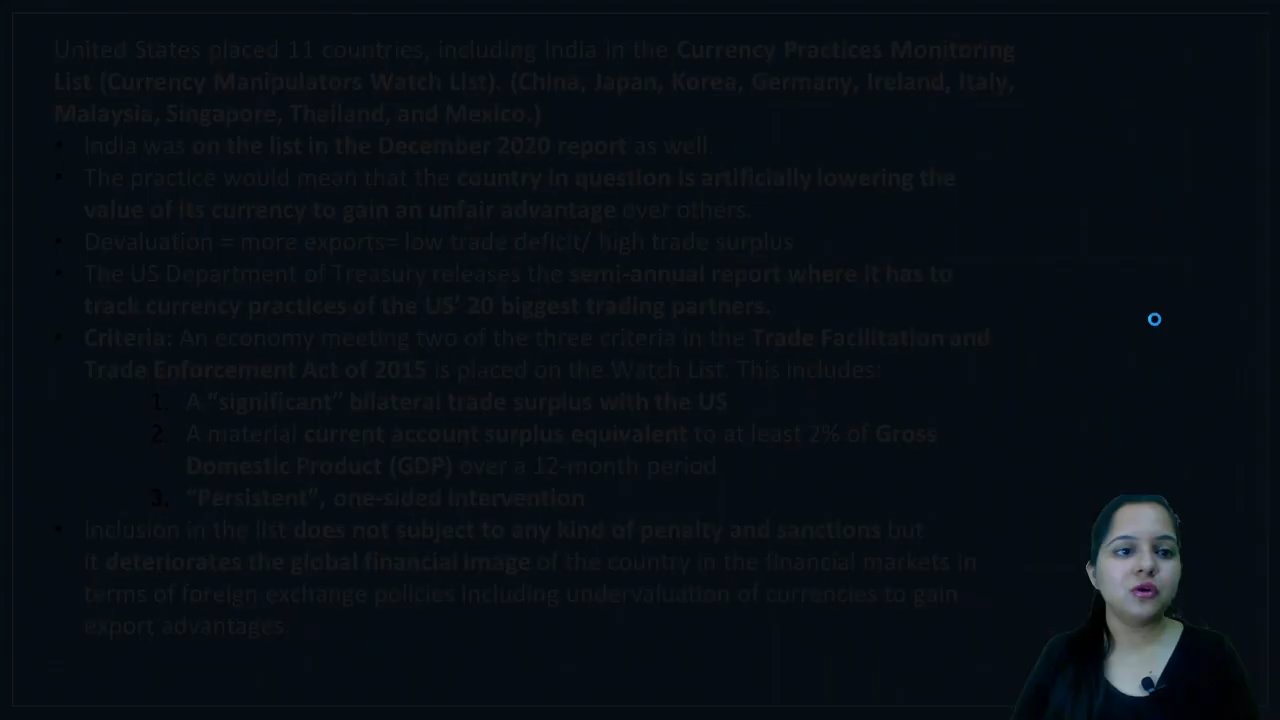 United States placed 11 countries, including India in the Currency Practices Monitoring
List (Currency Manipulators Watch List). (China, Japan, Korea, Germany, Ireland, Italy,
Malaysia, Singapore, Thailand, and Mexico.)
• India was on the list in the December 2020 report as well.
• The practice would mean that the country in question is artificially lowering the
value of its currency to gain an unfair advantage over others.
• Devaluation = more exports= low trade deficit/ high trade surplus
• The US Department of Treasury releases the semi-annual report where it has to
track currency practices of the US' 20 biggest trading partners.
• Criteria: An economy meeting two of the three criteria in the Trade Facilitation and
Trade Enforcement Act of 2015 is placed on the Watch List. This includes:
1. A “significant” bilateral trade surplus with the US
2. A material current account surplus equivalent to at least 2% of Gross
Domestic Product (GDP) over a 12-month period
3. “Persistent”, one-sided intervention
• Inclusion in the list does not subject to any kind of penalty and sanctions but
it deteriorates the global financial image of the country in the financial markets in
terms of foreign exchange policies including undervaluation of currencies to gain
export advantages.